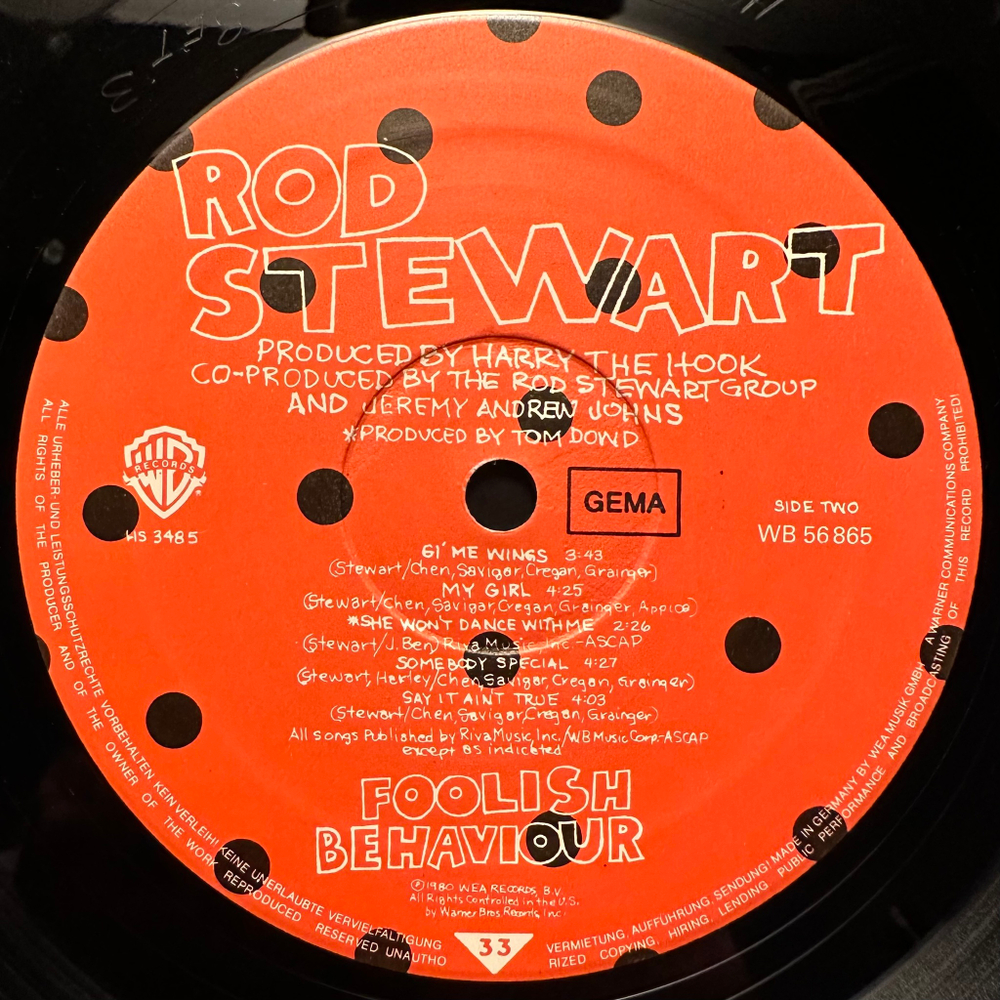 ROD
STEWART
PRODUCED BY HARRY THE HOOK
CO-PRODUCED BY THE ROD STEWART GROUP
AND JEREMY ANDREW JOHNS
*PRODUCED BY TOM DOWD
W RECORDS ®
HS 3485
GEMA
SIDE TWO
WB 56 865
GI' ME WINGS 3:43
(Stewart/Chen, Savigar, Cregan, Grainger)
MY GIRL 4:25
(Stewart/Chen, Savigar, Cregan, Grainger, Appice)
*SHE WON'T DANCE WITH ME 2:26
(Stewart/J. Ben) Riva Music Inc.-ASCAP
SOMEBODY SPECIAL 4:27
(Stewart, Harley/Chen, Savigar, Cregan, Grainger)
SAY IT AINT TRUE 4:03
(Stewart/Chen, Savigar, Cregan, Grainger)
All songs Published by Riva Music, Inc./WB Music Corp.-ASCAP
except as indicated
FOOLISH
BEHAVIOUR
Ⓟ1980 WEA RECORDS, B.V.
All Rights Controlled in the U.S.
by Warner Bros. Records, Inc.
33
ALLE URHEBER- UND LEISTUNGSSCHUTZRECHTE VORBEHALTEN KEIN VERLEIH! KEINE UNERLAUBTE VERVIELFÄLTIGUNG VERMIETUNG, AUFFÜHRUNG, SENDUNG! MADE IN GERMANY BY WEA MUSIK GMBH A WARNER COMMUNICATIONS COMPANY
ALL RIGHTS OF THE PRODUCER AND OF THE OWNER OF THE WORK REPRODUCED RESERVED UNAUTHORIZED COPYING, HIRING, LENDING PUBLIC PERFORMANCE AND BROADCASTING OF THIS RECORD PROHIBITED!